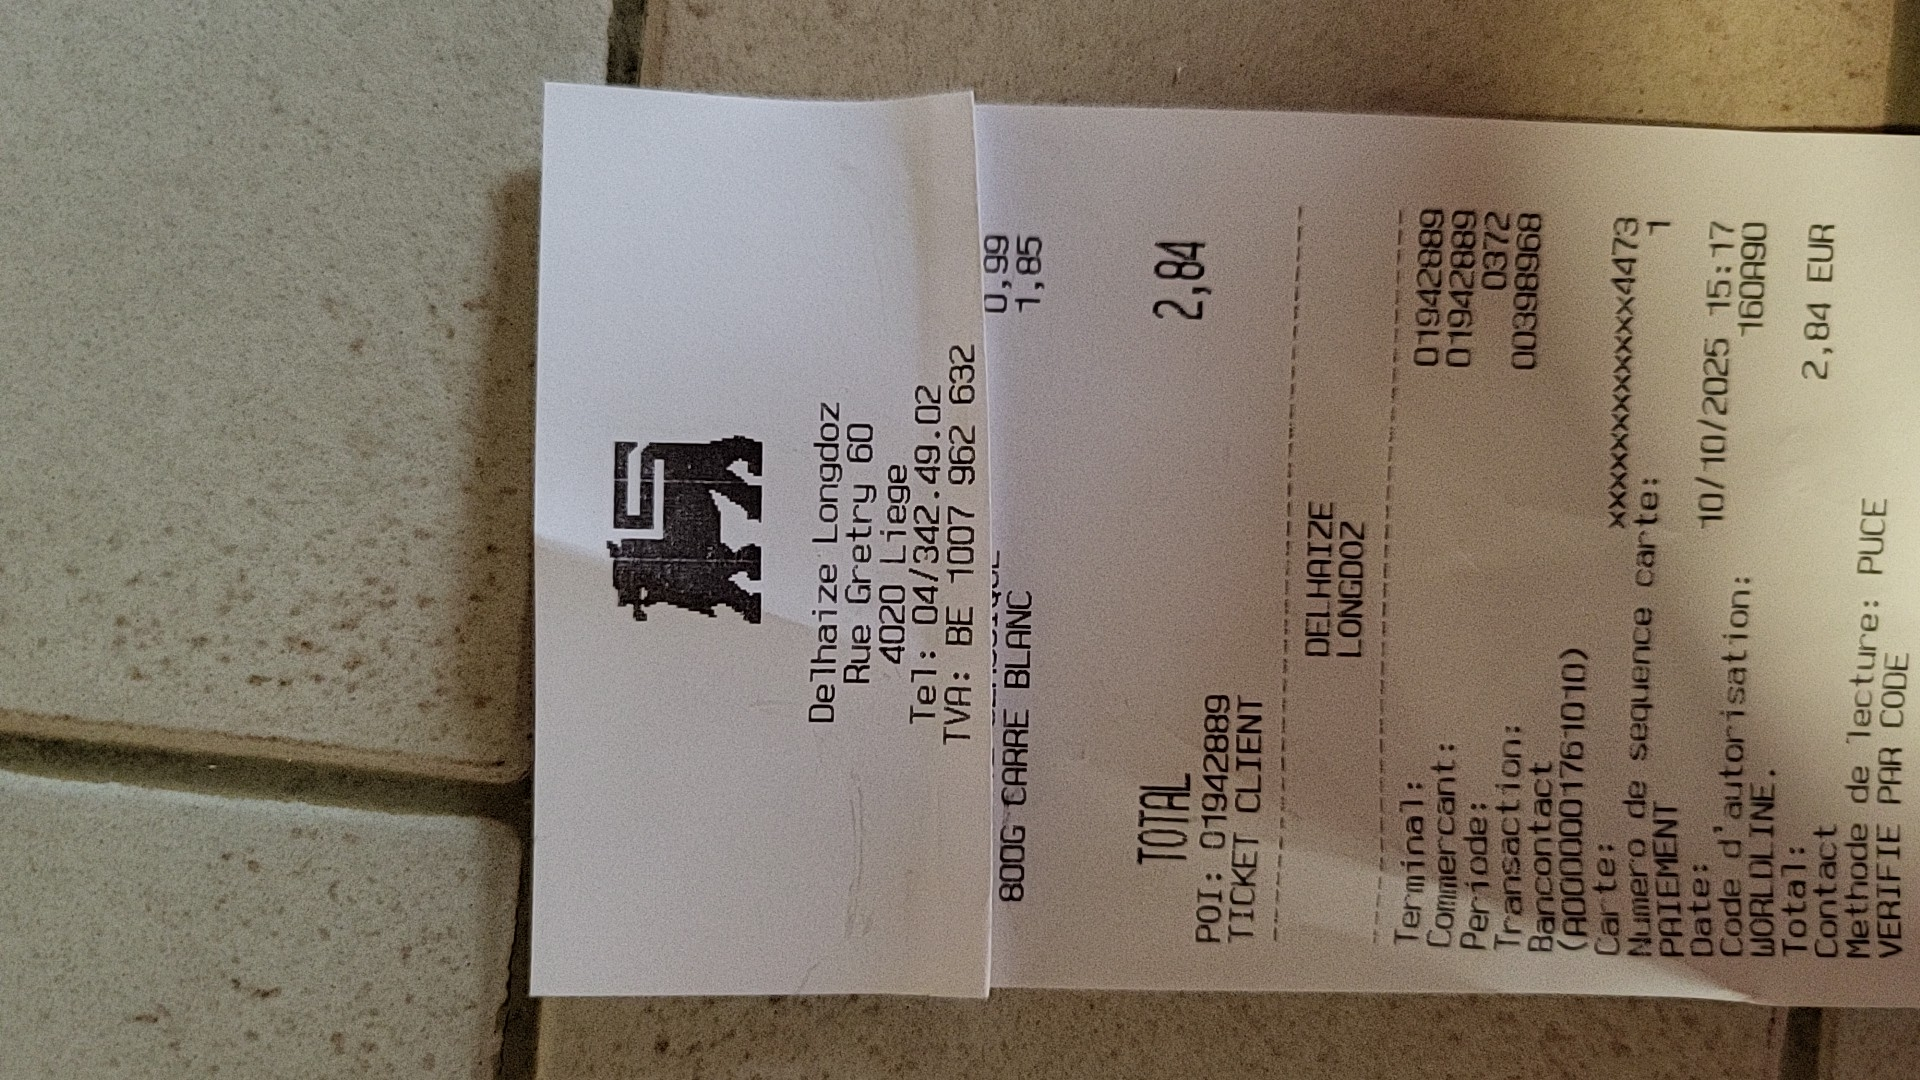 Delhaize Longdoz
Rue Gretry 60
4020 Liege
Tel: 04/342.49.02
TVA: BE 1007 962 632
0,99
800G CARRE BLANC 1,85
TOTAL 2,84
POI: 01942889
TICKET CLIENT
DELHAIZE
LONGDOZ
Terminal: 01942889
Commercant: 01942889
Periode: 0372
Transaction: 00398968
Bancontact
(A0000001761010)
Carte: xxxxxxxxxxxxx4473
Numero de sequence carte: 1
PAIEMENT
Date: 10/10/2025 15:17
Code d'autorisation: 160A90
WORLDLINE.
Total: 2,84 EUR
Contact
Methode de lecture: PUCE
VERIFIE PAR CODE